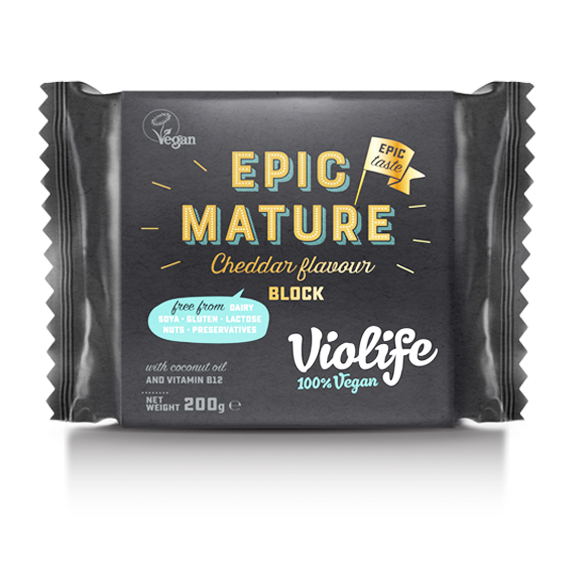 Vegan
EPIC
taste
EPIC
MATURE
Cheddar flavour
BLOCK
free from DAIRY
SOYA • GLUTEN • LACTOSE
NUTS • PRESERVATIVES
Violife
100% Vegan
with coconut oil
AND VITAMIN B12
NET
WEIGHT 200g ℮